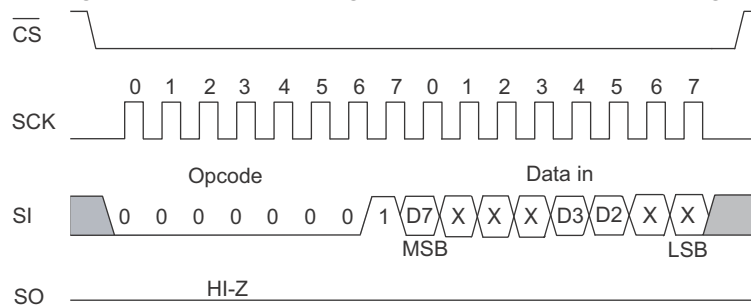 CS
0 1 2 3 4 5 6 7 0 1 2 3 4 5 6 7
SCK
Opcode Data in
SI 0 0 0 0 0 0 0 1 D7 X X X D3 D2 X X
MSB LSB
HI-Z
SO